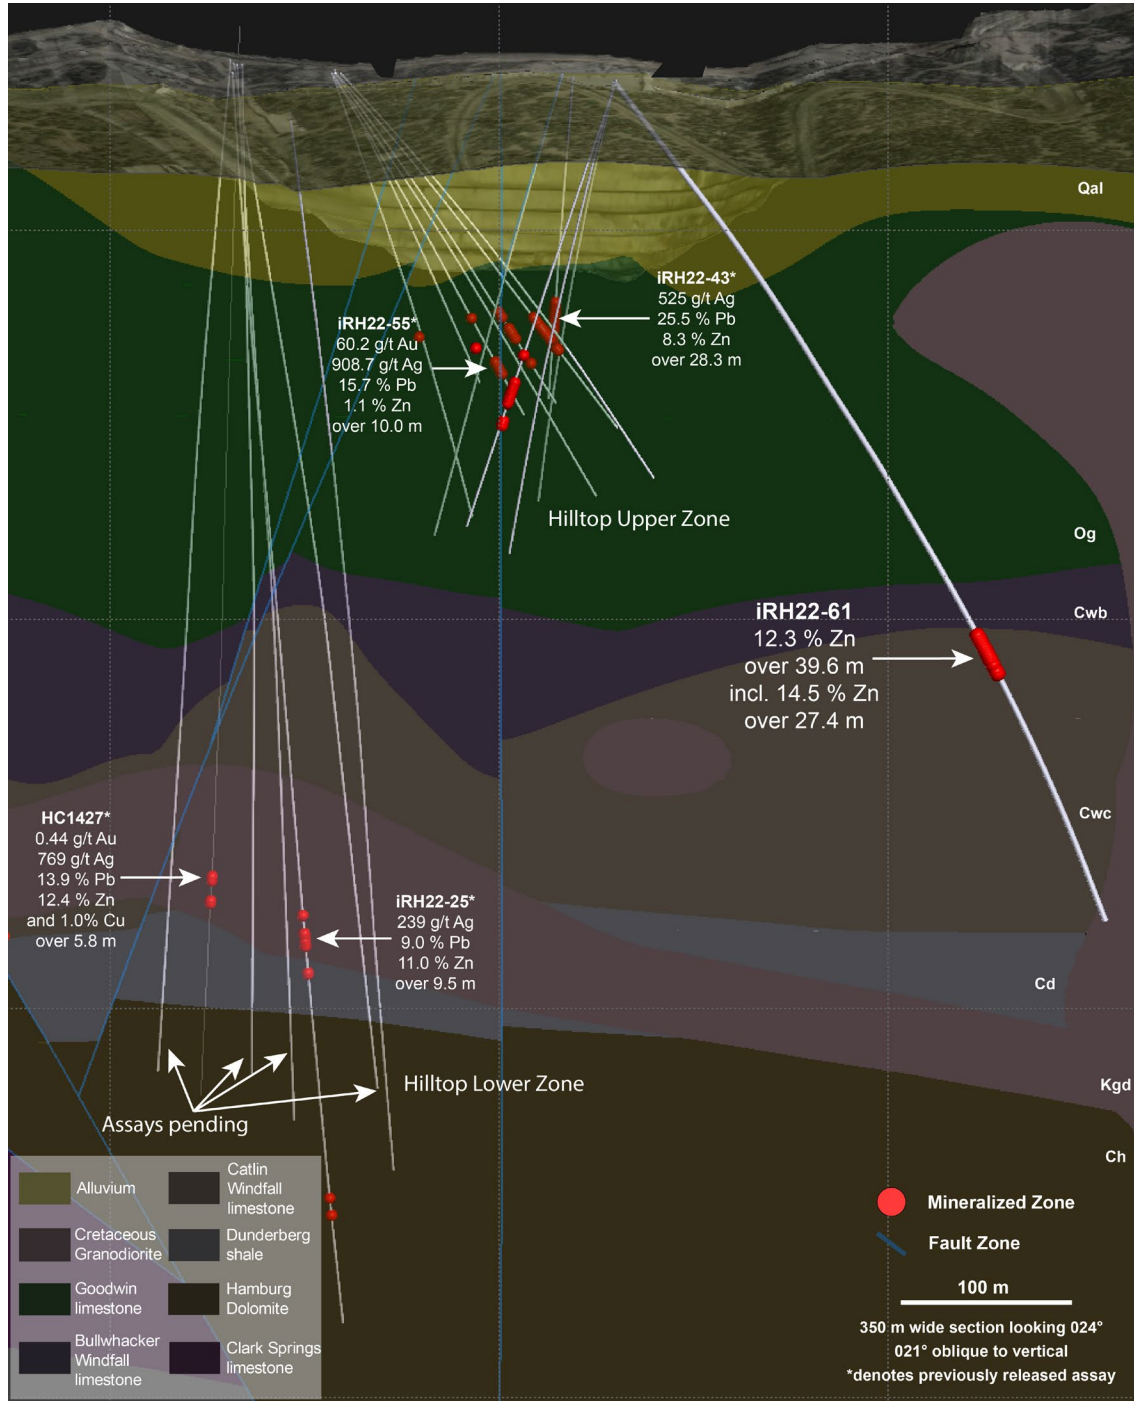 Qal
iRH22-43*
525 g/t Ag
25.5 % Pb
8.3 % Zn
over 28.3 m
iRH22-55*
60.2 g/t Au
908.7 g/t Ag
15.7 % Pb
1.1 % Zn
over 10.0 m
Hilltop Upper Zone
Og
Cwb
iRH22-61
12.3 % Zn
over 39.6 m
incl. 14.5 % Zn
over 27.4 m
Cwc
HC1427*
0.44 g/t Au
769 g/t Ag
13.9 % Pb
12.4 % Zn
and 1.0% Cu
over 5.8 m
iRH22-25*
239 g/t Ag
9.0 % Pb
11.0 % Zn
over 9.5 m
Cd
Hilltop Lower Zone
Kgd
Assays pending
Ch
Alluvium
Cretaceous
Granodiorite
Goodwin
limestone
Bullwhacker
Windfall
limestone
Catlin
Windfall
limestone
Dunderberg
shale
Hamburg
Dolomite
Clark Springs
limestone
Mineralized Zone
Fault Zone
100 m
350 m wide section looking 024°
021° oblique to vertical
*denotes previously released assay